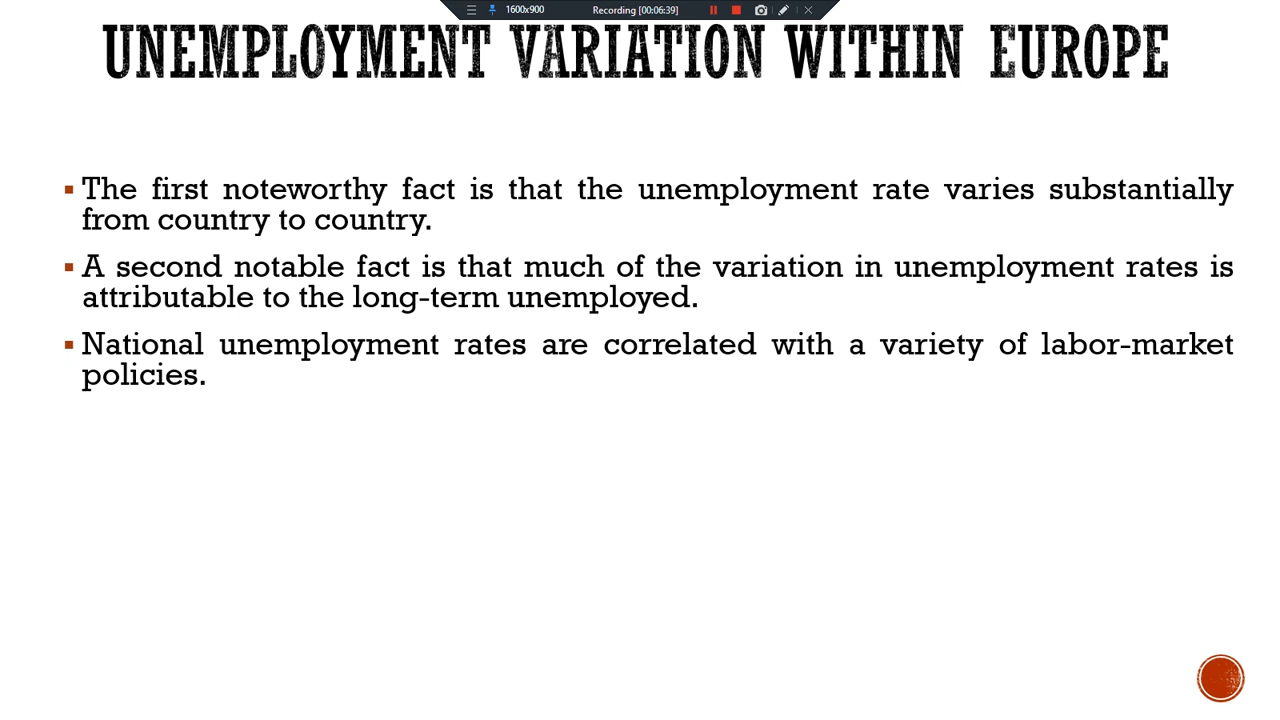 1600x900
Recording [00:06:39]
UNEMPLOYMENT VARIATION WITHIN EUROPE
The first noteworthy fact is that the unemployment rate varies substantially
from country to country.
A second notable fact is that much of the variation in unemployment rates is
attributable to the long-term unemployed.
National unemployment rates are correlated with a variety of labor-market
policies.